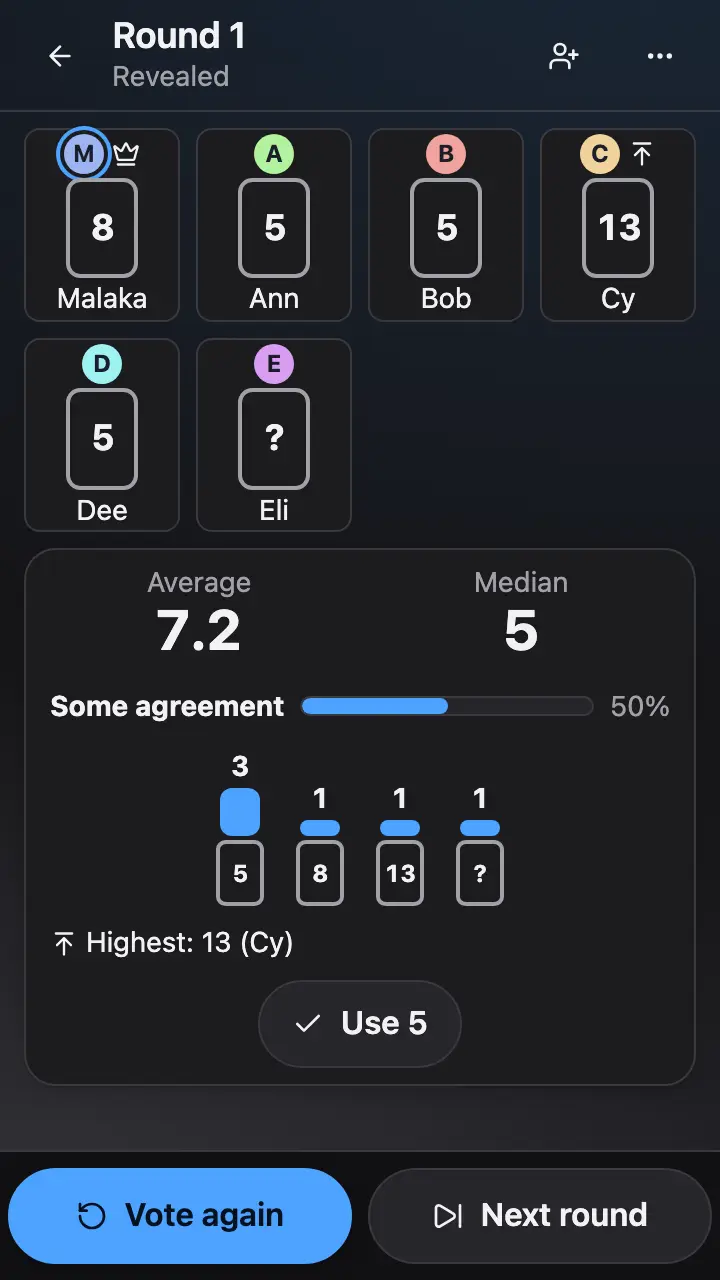 Round 1
Revealed
M
A
B
C
8
5
5
13
Malaka
Ann
Bob
Cy
D
E
5
?
Dee
Eli
Average
Median
7.2
5
Some agreement
50%
3
1
1
1
5
8
13
?
Highest: 13 (Cy)
Use 5
Vote again
Next round